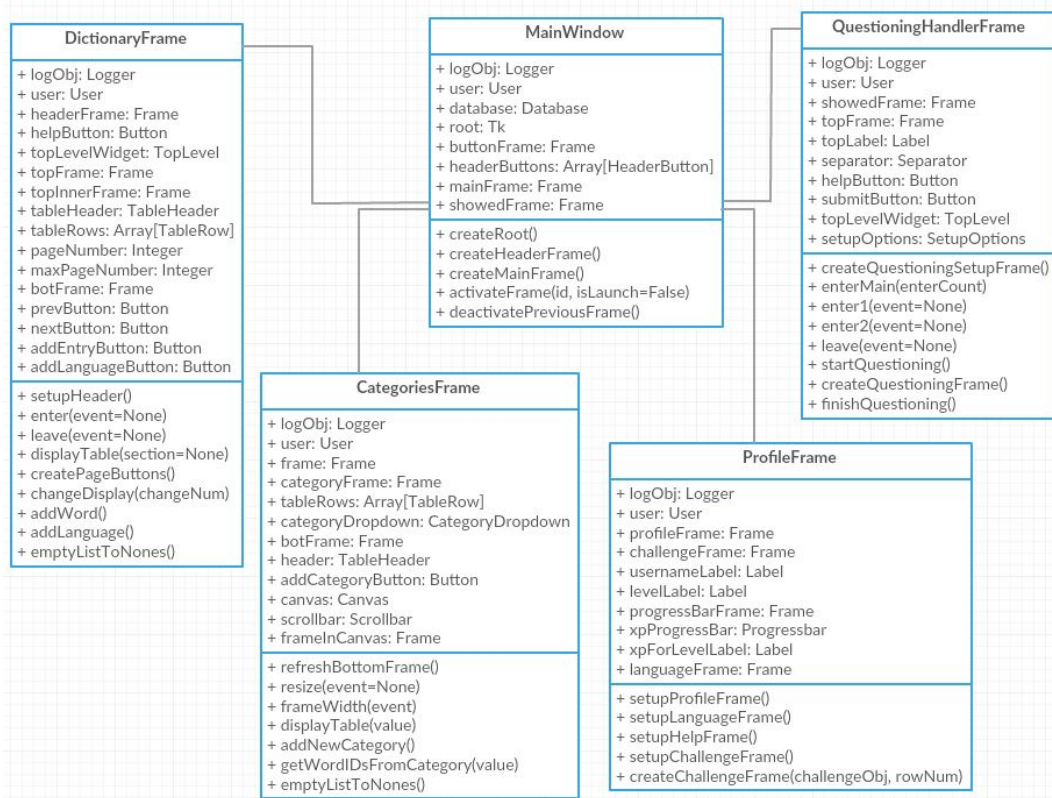 DictionaryFrame
+ logObj: Logger
+ user: User
+ headerFrame: Frame
+ helpButton: Button
+ topLevelWidget: TopLevel
+ topFrame: Frame
+ topInnerFrame: Frame
+ tableHeader: TableHeader
+ tableRows: Array[TableRow]
+ pageNumber: Integer
+ maxPageNumber: Integer
+ botFrame: Frame
+ prevButton: Button
+ nextButton: Button
+ addEntryButton: Button
+ addLanguageButton: Button
+ setupHeader()
+ enter(event=None)
+ leave(event=None)
+ displayTable(section=None)
+ createPageButtons()
+ changeDisplay(changeNum)
+ addWord()
+ addLanguage()
+ emptyListToNones()
MainWindow
+ logObj: Logger
+ user: User
+ database: Database
+ root: Tk
+ buttonFrame: Frame
+ headerButtons: Array[HeaderButton]
+ mainFrame: Frame
+ showedFrame: Frame
+ createRoot()
+ createHeaderFrame()
+ createMainFrame()
+ activateFrame(id, isLaunch=False)
+ deactivatePreviousFrame()
QuestioningHandlerFrame
+ logObj: Logger
+ user: User
+ showedFrame: Frame
+ topFrame: Frame
+ topLabel: Label
+ separator: Separator
+ helpButton: Button
+ submitButton: Button
+ topLevelWidget: TopLevel
+ setupOptions: SetupOptions
+ createQuestioningSetupFrame()
+ enterMain(enterCount)
+ enter1(event=None)
+ enter2(event=None)
+ leave(event=None)
+ startQuestioning()
+ createQuestioningFrame()
+ finishQuestioning()
CategoriesFrame
+ logObj: Logger
+ user: User
+ frame: Frame
+ categoryFrame: Frame
+ tableRows: Array[TableRow]
+ categoryDropdown: CategoryDropdown
+ botFrame: Frame
+ header: TableHeader
+ addCategoryButton: Button
+ canvas: Canvas
+ scrollbar: Scrollbar
+ frameInCanvas: Frame
+ refreshBottomFrame()
+ resize(event=None)
+ frameWidth(event)
+ displayTable(value)
+ addNewCategory()
+ getWordIDsFromCategory(value)
+ emptyListToNones()
ProfileFrame
+ logObj: Logger
+ user: User
+ profileFrame: Frame
+ challengeFrame: Frame
+ usernameLabel: Label
+ levelLabel: Label
+ progressBarFrame: Frame
+ xpProgressBar: Progressbar
+ xpForLevelLabel: Label
+ languageFrame: Frame
+ setupProfileFrame()
+ setupLanguageFrame()
+ setupHelpFrame()
+ setupChallengeFrame()
+ createChallengeFrame(challengeObj, rowNum)